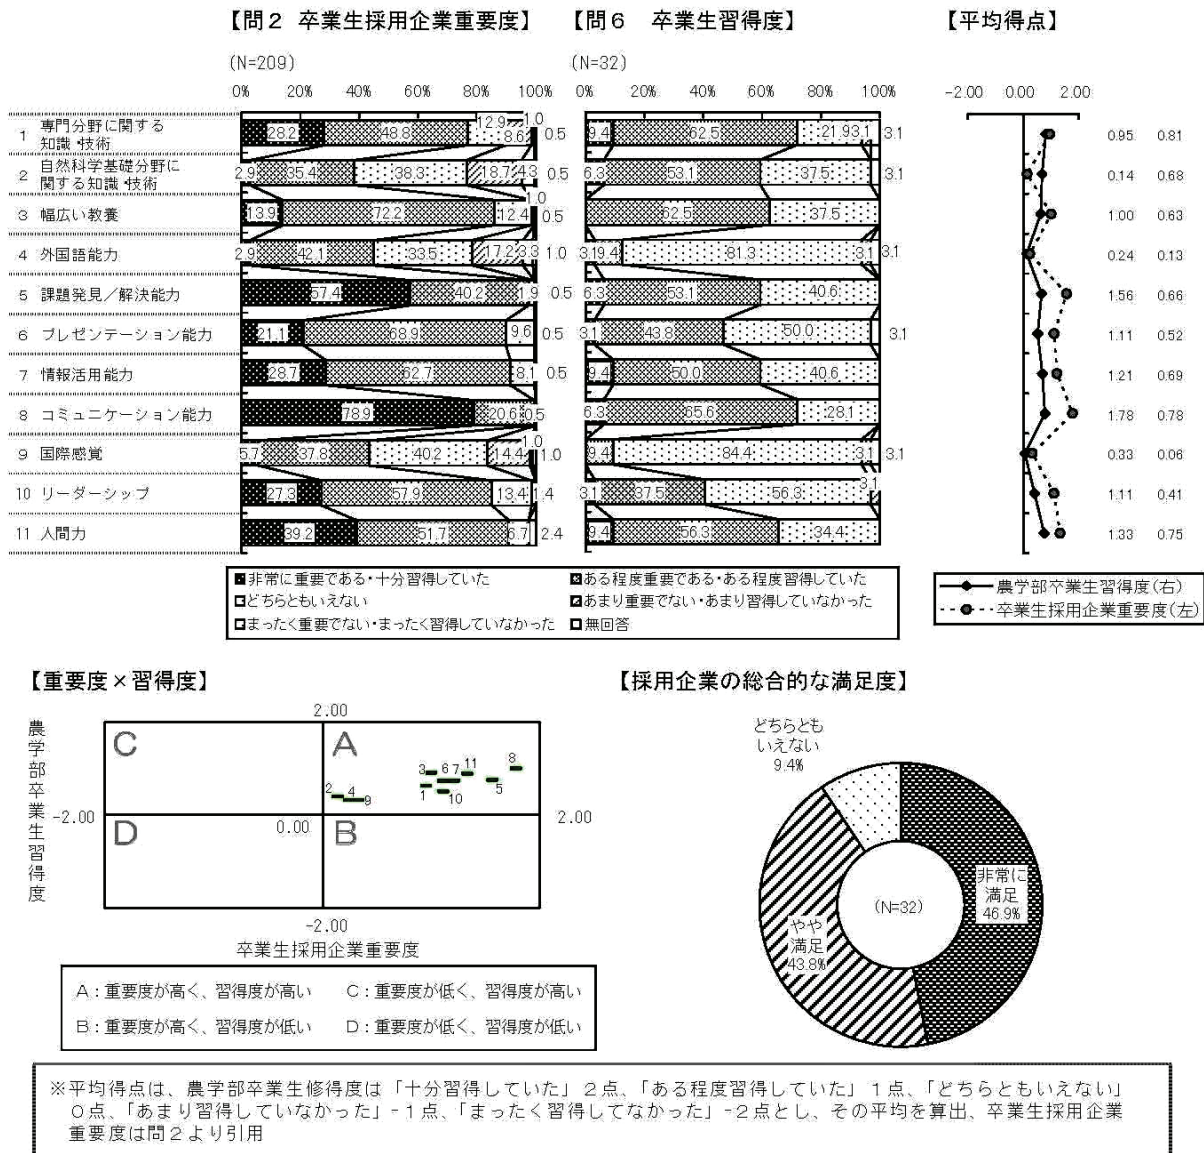 【問２ 卒業生採用企業重要度】 【問６ 卒業生習得度】 【平均得点】
(N=209) (N=32)
0% 20% 40% 60% 80% 100% 0% 20% 40% 60% 80% 100% -2.00 0.00 2.00
1 専門分野に関する知識・技術 28.2 48.8 12.9 8.6 1.0 0.5 9.4 62.5 21.9 3.1 3.1 0.95 0.81
2 自然科学基礎分野に関する知識・技術 2.9 35.4 38.3 18.7 4.3 0.5 6.3 53.1 37.5 3.1 0.14 0.68
3 幅広い教養 13.9 72.2 12.4 1.0 0.5 62.5 37.5 1.00 0.63
4 外国語能力 2.9 42.1 33.5 17.2 3.3 1.0 3.1 9.4 81.3 3.1 3.1 0.24 0.13
5 課題発見／解決能力 57.4 40.2 1.9 0.5 6.3 53.1 40.6 1.56 0.66
6 プレゼンテーション能力 21.1 68.9 9.6 0.5 3.1 43.8 50.0 3.1 1.11 0.52
7 情報活用能力 28.7 62.7 8.1 0.5 9.4 50.0 40.6 1.21 0.69
8 コミュニケーション能力 78.9 20.6 0.5 6.3 65.6 28.1 1.78 0.78
9 国際感覚 5.7 37.8 40.2 14.4 1.0 1.0 9.4 84.4 3.1 3.1 0.33 0.06
10 リーダーシップ 27.3 57.9 13.4 1.4 3.1 37.5 56.3 3.1 1.11 0.41
11 人間力 39.2 51.7 6.7 2.4 9.4 56.3 34.4 1.33 0.75
非常に重要である・十分習得していた ある程度重要である・ある程度習得していた
どちらともいえない あまり重要でない・あまり習得していなかった
まったく重要でない・まったく習得していなかった 無回答
農学部卒業生習得度(右)
卒業生採用企業重要度(左)
【重要度×習得度】
農学部卒業生習得度
2.00
C A
3 6 7 11 8
2 4 9 1 10 5
-2.00 0.00 2.00
D B
-2.00
卒業生採用企業重要度
A：重要度が高く、習得度が高い C：重要度が低く、習得度が高い
B：重要度が高く、習得度が低い D：重要度が低く、習得度が低い
【採用企業の総合的な満足度】
どちらとも
いえない
9.4%
非常に
満足
46.9%
(N=32)
やや
満足
43.8%
※平均得点は、農学部卒業生修得度は「十分習得していた」２点、「ある程度習得していた」１点、「どちらともいえない」
０点、「あまり習得していなかった」-１点、「まったく習得してなかった」-２点とし、その平均を算出、卒業生採用企業
重要度は問２より引用